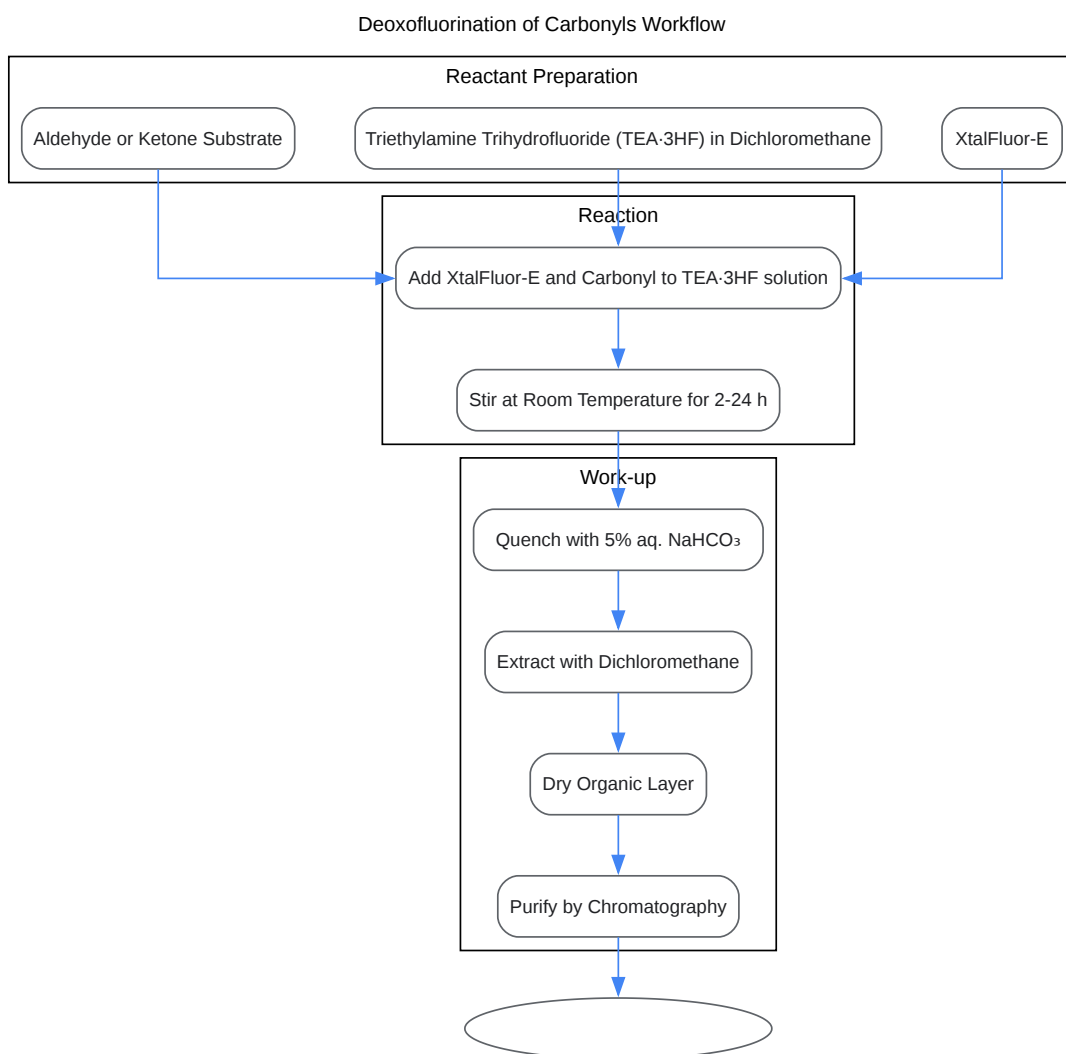 Deoxofluorination of Carbonyls Workflow
Reactant Preparation
Aldehyde or Ketone Substrate
Triethylamine Trihydrofluoride (TEA·3HF) in Dichloromethane
XtalFluor-E
Reaction
Add XtalFluor-E and Carbonyl to TEA·3HF solution
Stir at Room Temperature for 2-24 h
Work-up
Quench with 5% aq. NaHCO₃
Extract with Dichloromethane
Dry Organic Layer
Purify by Chromatography